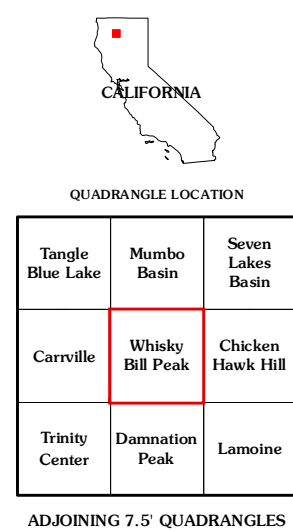 CALIFORNIA
QUADRANGLE LOCATION
Tangle
Blue Lake
Mumbo
Basin
Seven
Lakes
Basin
Carrville
Whisky
Bill Peak
Chicken
Hawk Hill
Trinity
Center
Damnation
Peak
Lamoine
ADJOINING 7.5' QUADRANGLES